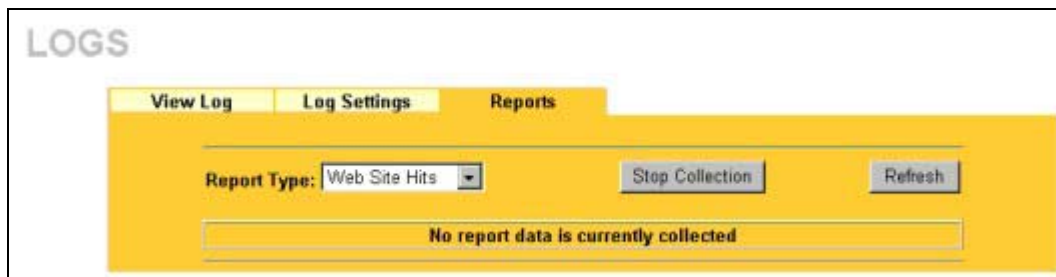 LOGS
View Log Log Settings Reports
Report Type: Web Site Hits Stop Collection Refresh
No report data is currently collected